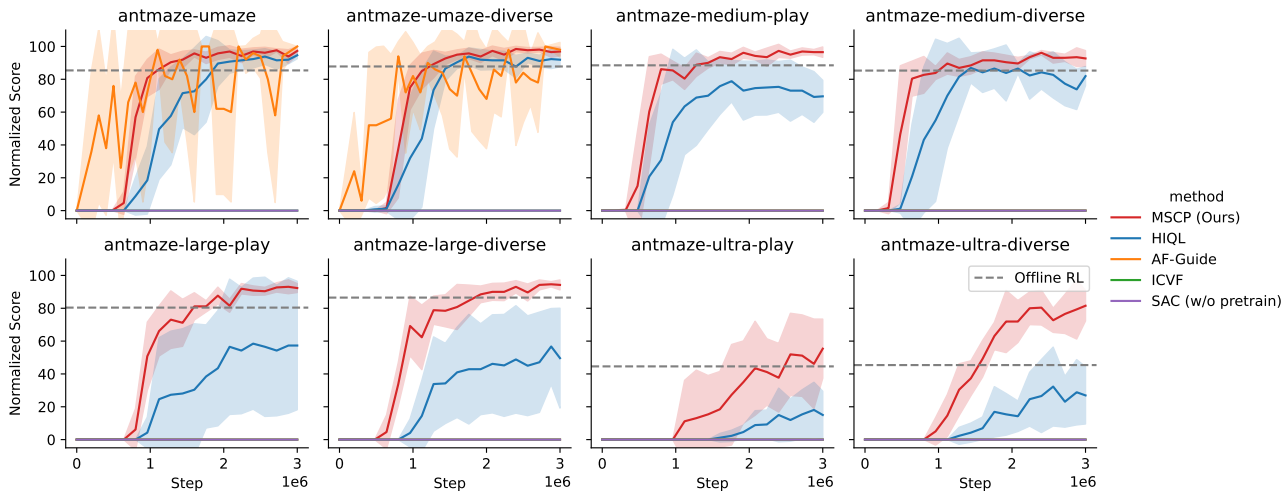 antmaze-umaze
antmaze-umaze-diverse
antmaze-medium-play
antmaze-medium-diverse
Normalized Score
100
80
60
40
20
0
antmaze-large-play
antmaze-large-diverse
antmaze-ultra-play
antmaze-ultra-diverse
Normalized Score
100
80
60
40
20
0
Offline RL
0 1 2 3
0 1 2 3
0 1 2 3
0 1 2 3
Step 1e6
Step 1e6
Step 1e6
Step 1e6
method
MSCP (Ours)
HIQL
AF-Guide
ICVF
SAC (w/o pretrain)